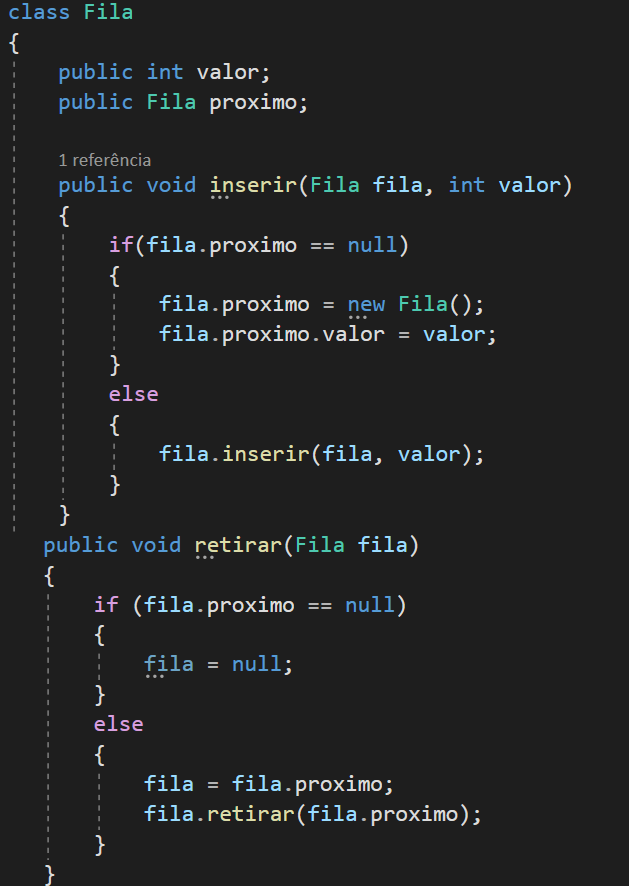 class Fila
{
public int valor;
public Fila proximo;
1 referência
public void inserir(Fila fila, int valor)
{
if(fila.proximo == null)
{
fila.proximo = new Fila();
fila.proximo.valor = valor;
}
else
{
fila.inserir(fila, valor);
}
}
public void retirar(Fila fila)
{
if (fila.proximo == null)
{
fila = null;
}
else
{
fila = fila.proximo;
fila.retirar(fila.proximo);
}
}